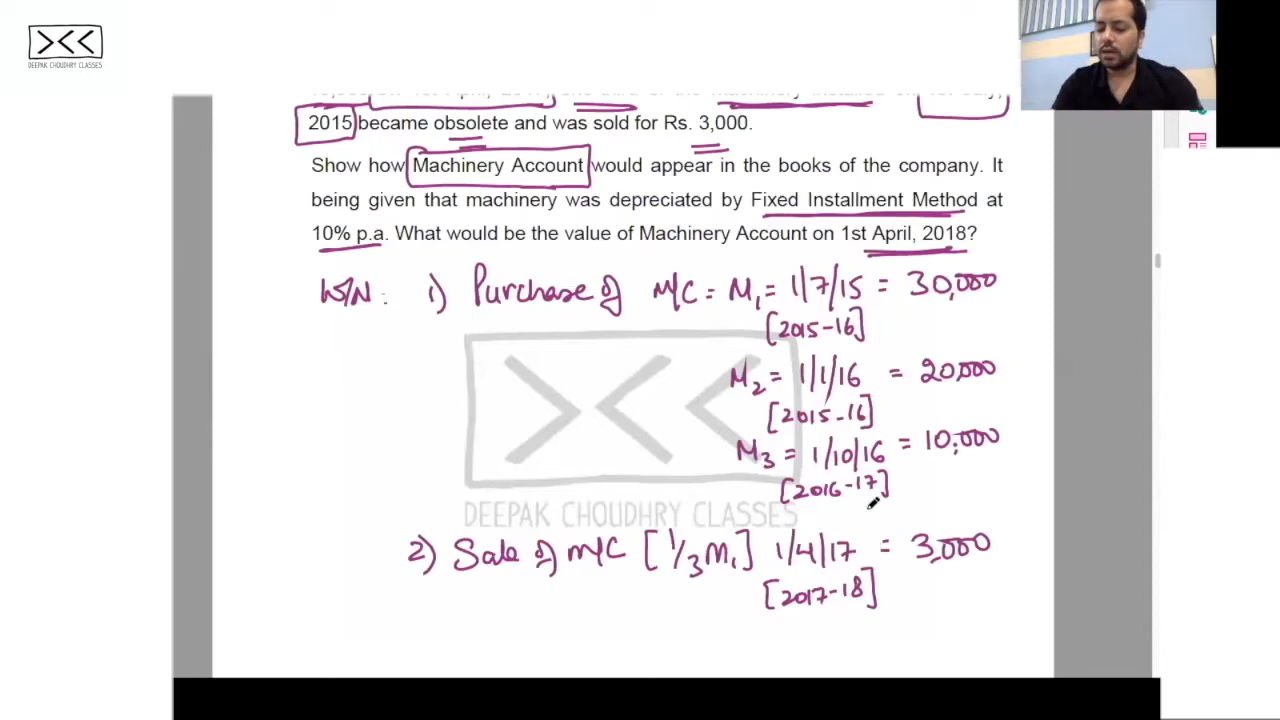 DEEPAK CHOUDHRY CLASSES
2015 became obsolete and was sold for Rs. 3,000.
Show how Machinery Account would appear in the books of the company. It
being given that machinery was depreciated by Fixed Installment Method at
10% p.a. What would be the value of Machinery Account on 1st April, 2018?
W/N: 1) Purchase of M/C = M1 = 1/7/15 = 30,000
[2015-16]
M2 = 1/1/16 = 20,000
[2015-16]
M3 = 1/10/16 = 10,000
[2016-17]
DEEPAK CHOUDHRY CLASSES
2) Sale of M/C [1/3 M1] 1/4/17 = 3,000
[2017-18]